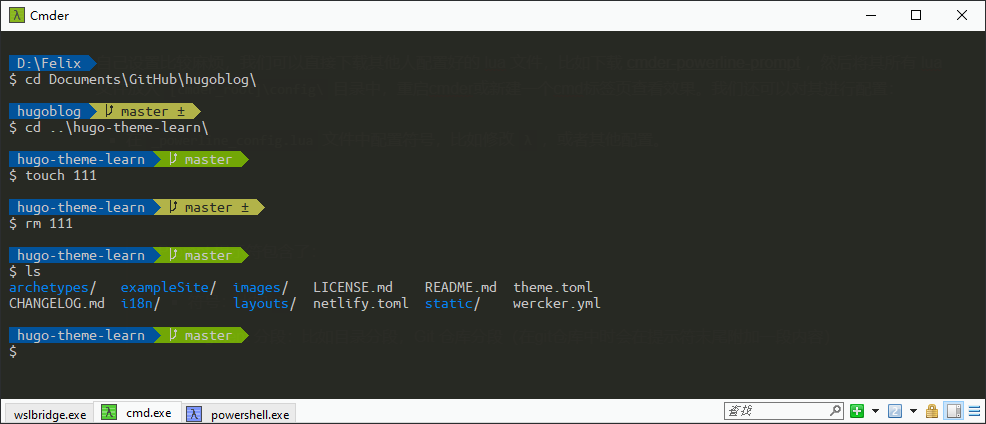 Cmder
D:\Felix
$ cd Documents\GitHub\hugoblog\
hugoblog master ±
$ cd ..\hugo-theme-learn\
hugo-theme-learn master
$ touch 111
hugo-theme-learn master ±
$ rm 111
hugo-theme-learn master
$ ls
archetypes/ exampleSite/ images/ LICENSE.md README.md theme.toml
CHANGELOG.md i18n/ layouts/ netlify.toml static/ wercker.yml
hugo-theme-learn master
$
wslbridge.exe cmd.exe powershell.exe 查找